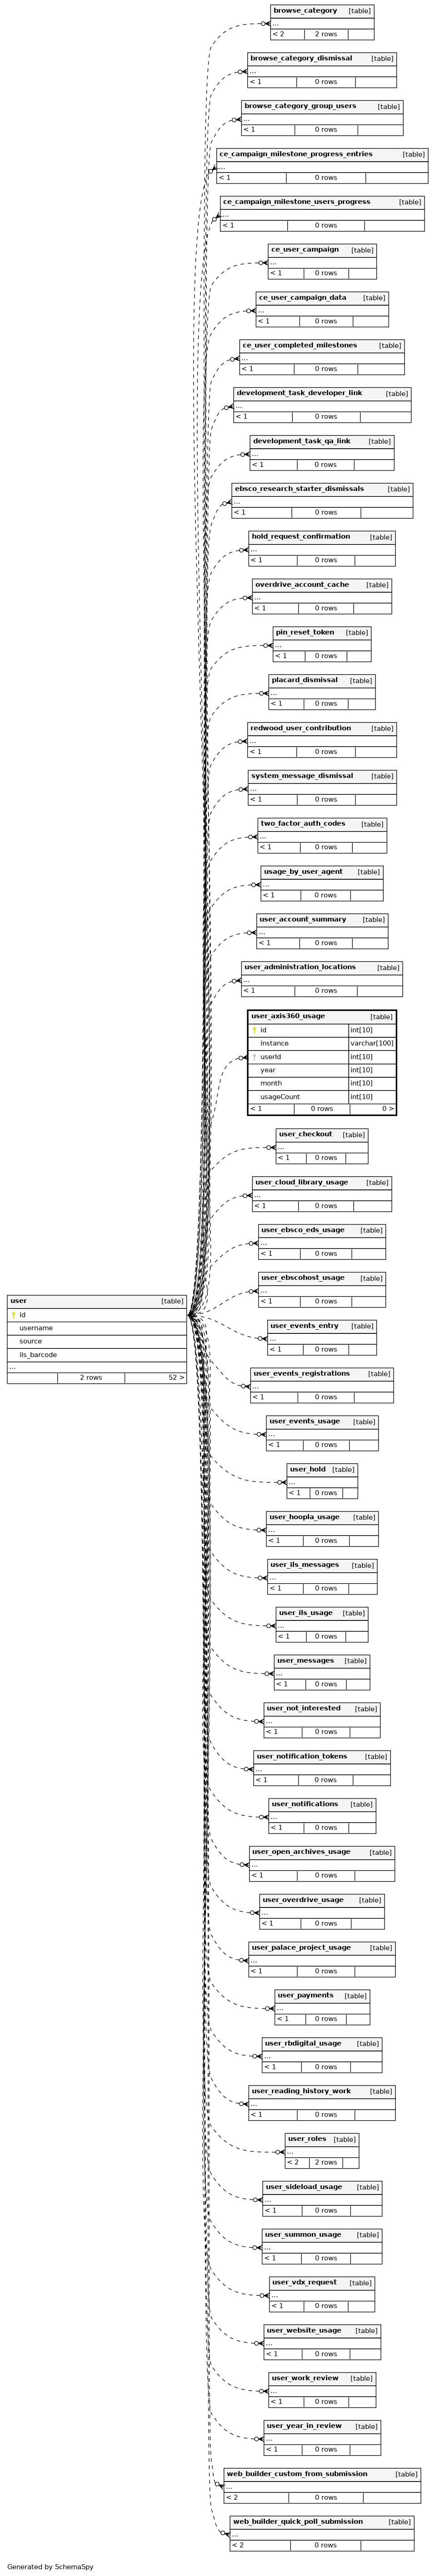 browse_category [table]
...
< 2 2 rows
browse_category_dismissal [table]
...
< 1 0 rows
browse_category_group_users [table]
...
< 1 0 rows
ce_campaign_milestone_progress_entries [table]
...
< 1 0 rows
ce_campaign_milestone_users_progress [table]
...
< 1 0 rows
ce_user_campaign [table]
...
< 1 0 rows
ce_user_campaign_data [table]
...
< 1 0 rows
ce_user_completed_milestones [table]
...
< 1 0 rows
development_task_developer_link [table]
...
< 1 0 rows
development_task_qa_link [table]
...
< 1 0 rows
ebsco_research_starter_dismissals [table]
...
< 1 0 rows
hold_request_confirmation [table]
...
< 1 0 rows
overdrive_account_cache [table]
...
< 1 0 rows
pin_reset_token [table]
...
< 1 0 rows
placard_dismissal [table]
...
< 1 0 rows
redwood_user_contribution [table]
...
< 1 0 rows
system_message_dismissal [table]
...
< 1 0 rows
two_factor_auth_codes [table]
...
< 1 0 rows
usage_by_user_agent [table]
...
< 1 0 rows
user_account_summary [table]
...
< 1 0 rows
user_administration_locations [table]
...
< 1 0 rows
user_axis360_usage [table]
id int[10]
instance varchar[100]
userId int[10]
year int[10]
month int[10]
usageCount int[10]
< 1 0 rows 0 >
user_checkout [table]
...
< 1 0 rows
user_cloud_library_usage [table]
...
< 1 0 rows
user_ebsco_eds_usage [table]
...
< 1 0 rows
user_ebscohost_usage [table]
...
< 1 0 rows
user [table]
id
username
source
ils_barcode
...
2 rows 52 >
user_events_entry [table]
...
< 1 0 rows
user_events_registrations [table]
...
< 1 0 rows
user_events_usage [table]
...
< 1 0 rows
user_hold [table]
...
< 1 0 rows
user_hoopla_usage [table]
...
< 1 0 rows
user_ils_messages [table]
...
< 1 0 rows
user_ils_usage [table]
...
< 1 0 rows
user_messages [table]
...
< 1 0 rows
user_not_interested [table]
...
< 1 0 rows
user_notification_tokens [table]
...
< 1 0 rows
user_notifications [table]
...
< 1 0 rows
user_open_archives_usage [table]
...
< 1 0 rows
user_overdrive_usage [table]
...
< 1 0 rows
user_palace_project_usage [table]
...
< 1 0 rows
user_payments [table]
...
< 1 0 rows
user_rbdigital_usage [table]
...
< 1 0 rows
user_reading_history_work [table]
...
< 1 0 rows
user_roles [table]
...
< 2 2 rows
user_sideload_usage [table]
...
< 1 0 rows
user_summon_usage [table]
...
< 1 0 rows
user_vdx_request [table]
...
< 1 0 rows
user_website_usage [table]
...
< 1 0 rows
user_work_review [table]
...
< 1 0 rows
user_year_in_review [table]
...
< 1 0 rows
web_builder_custom_from_submission [table]
...
< 2 0 rows
web_builder_quick_poll_submission [table]
...
< 2 0 rows
Generated by SchemaSpy